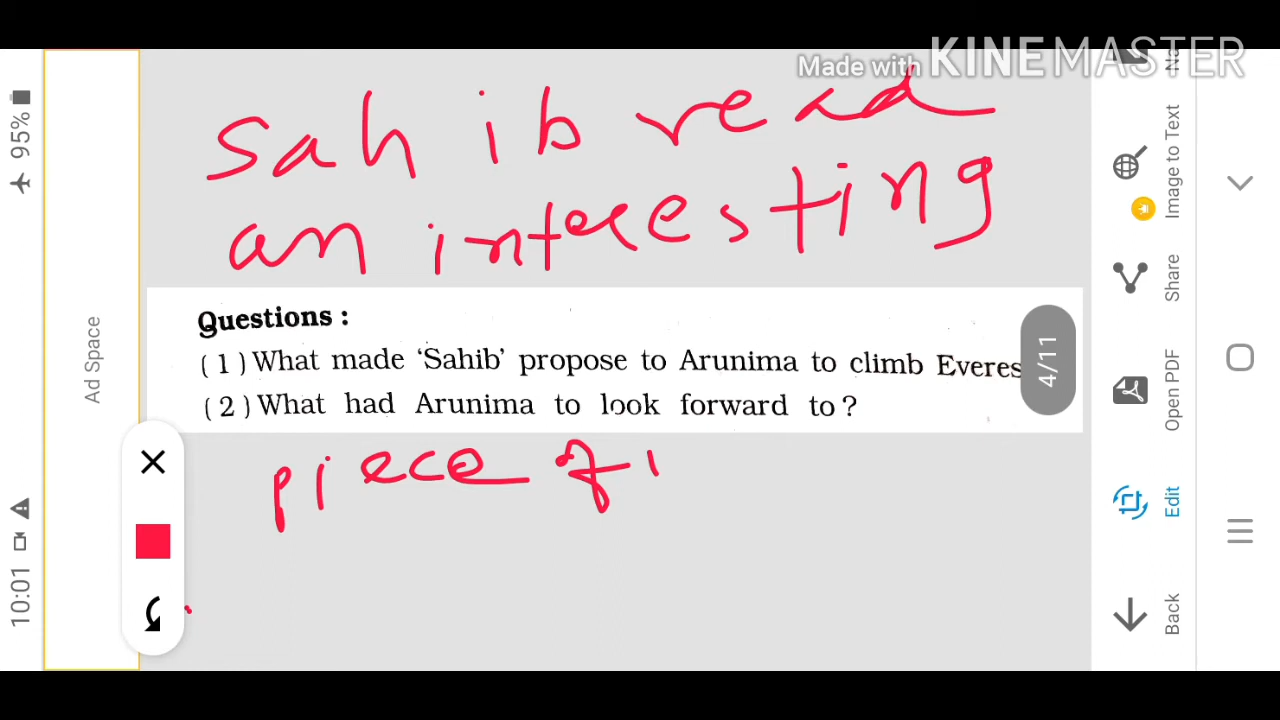 Made with KINEMASTER
sahib read
an interesting
Questions :
(1) What made 'Sahib' propose to Arunima to climb Everes
(2) What had Arunima to look forward to?
piece of
Ad Space
95%
10:01
4/11
Image to Text
Share
Open PDF
Edit
Back